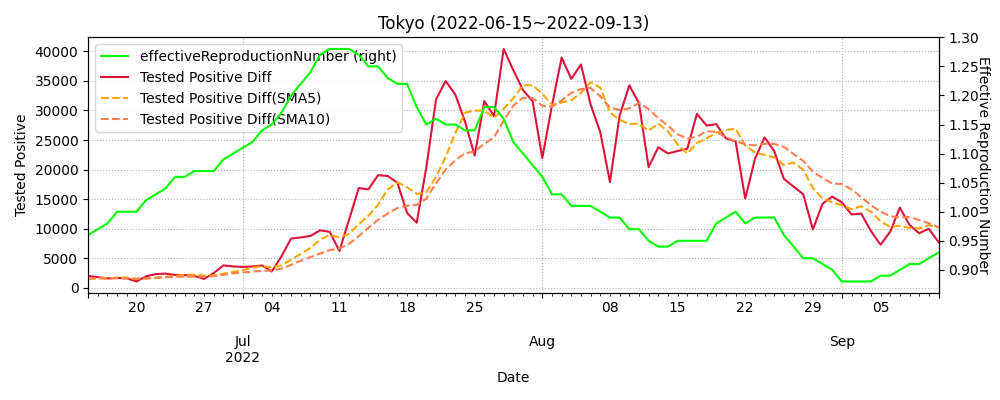 Tokyo (2022-06-15~2022-09-13)
effectiveReproductionNumber (right)
Tested Positive Diff
Tested Positive Diff(SMA5)
Tested Positive Diff(SMA10)
Tested Positive
40000
35000
30000
25000
20000
15000
10000
5000
0
1.30
1.25
1.20
1.15
1.10
1.05
1.00
0.95
0.90
Effective Reproduction Number
20 27 04 11 18 25 08 15 22 29 05
Jul Aug Sep
2022
Date